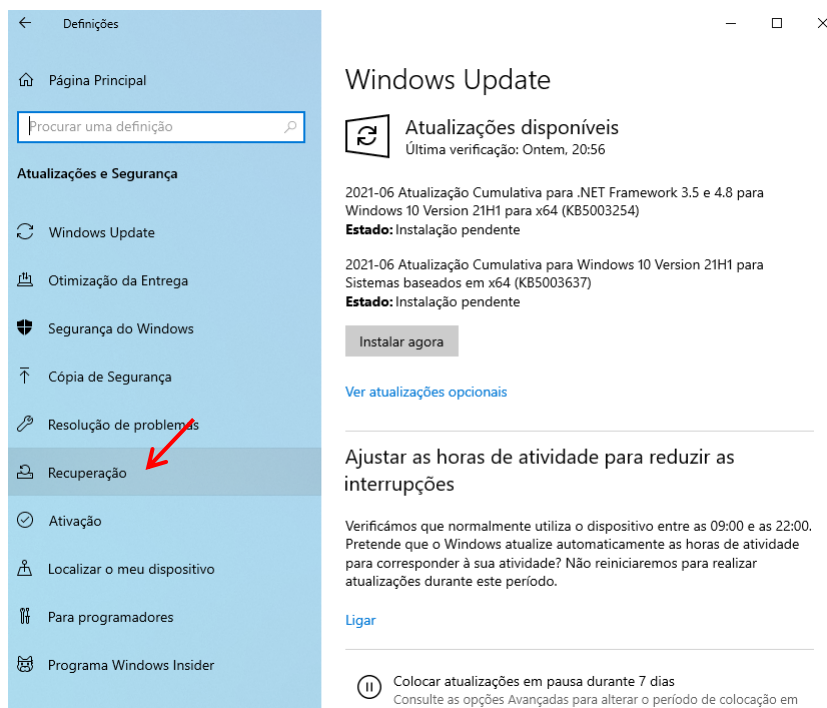 Definições
Página Principal
Procurar uma definição
Atualizações e Segurança
Windows Update
Otimização da Entrega
Segurança do Windows
Cópia de Segurança
Resolução de problemas
Recuperação
Ativação
Localizar o meu dispositivo
Para programadores
Programa Windows Insider
Windows Update
Atualizações disponíveis
Última verificação: Ontem, 20:56
2021-06 Atualização Cumulativa para .NET Framework 3.5 e 4.8 para
Windows 10 Version 21H1 para x64 (KB5003254)
Estado: Instalação pendente
2021-06 Atualização Cumulativa para Windows 10 Version 21H1 para
Sistemas baseados em x64 (KB5003637)
Estado: Instalação pendente
Instalar agora
Ver atualizações opcionais
Ajustar as horas de atividade para reduzir as
interrupções
Verificámos que normalmente utiliza o dispositivo entre as 09:00 e as 22:00.
Pretende que o Windows atualize automaticamente as horas de atividade
para corresponder à sua atividade? Não reiniciaremos para realizar
atualizações durante este período.
Ligar
Colocar atualizações em pausa durante 7 dias
Consulte as opções Avançadas para alterar o período de colocação em